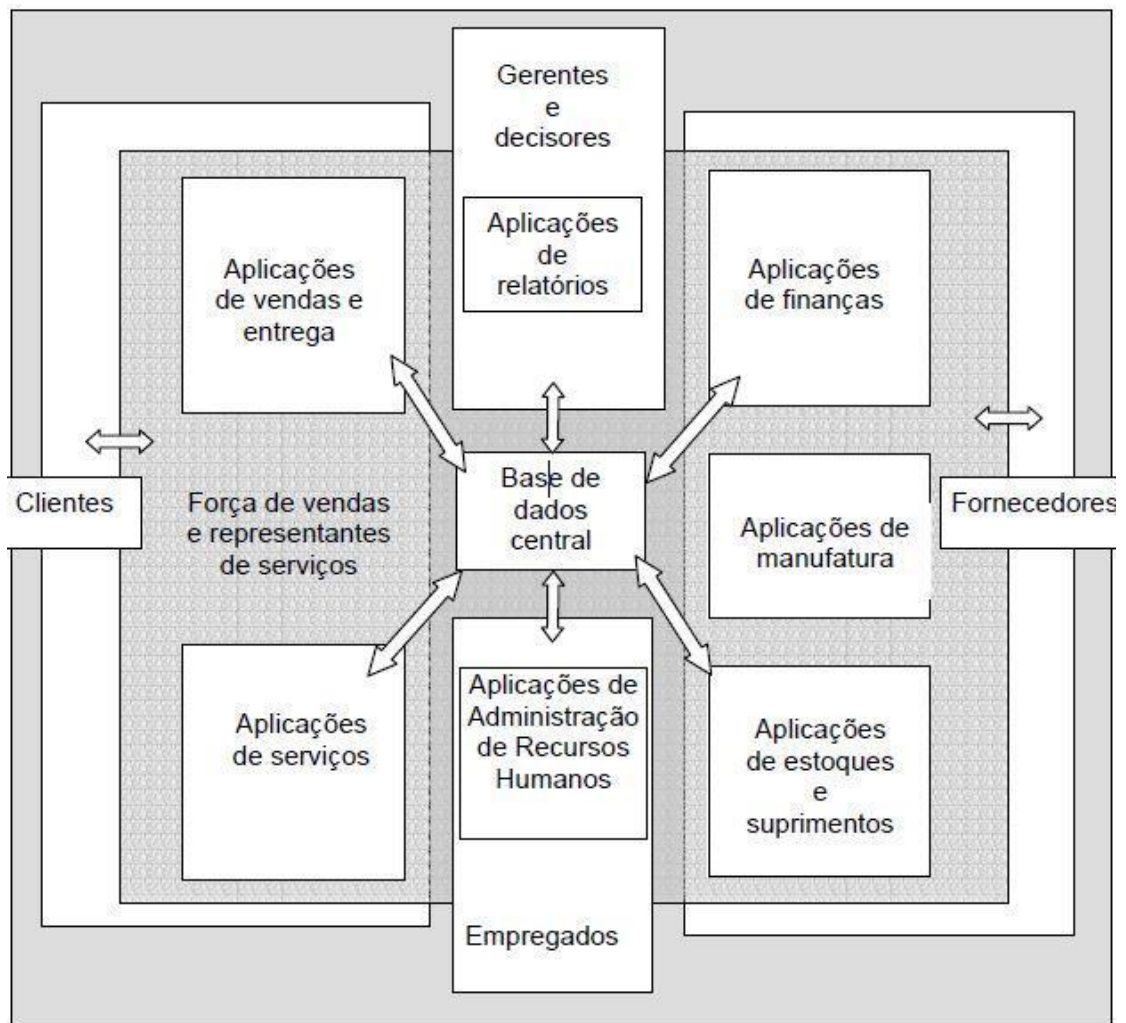 Gerentes
e
decisores
Aplicações
de
relatórios
Aplicações
de vendas e
entrega
Aplicações
de finanças
Clientes
Força de vendas
e representantes
de serviços
Base de
dados
central
Aplicações de
manufatura
Fornecedores
Aplicações
de serviços
Aplicações de
Administração
de Recursos
Humanos
Aplicações
de estoques
e
suprimentos
Empregados